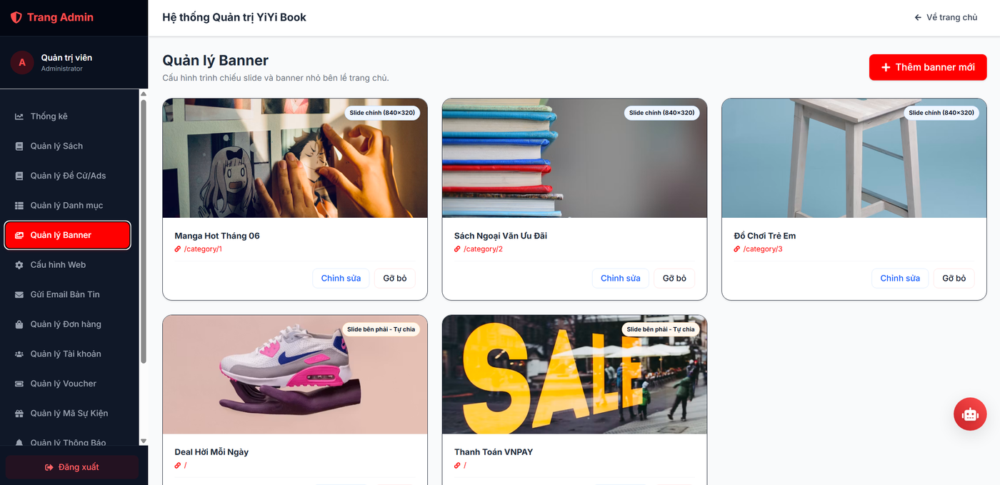 Trang Admin
Hệ thống Quản trị YiYi Book
Về trang chủ
A
Quản trị viên
Administrator
Thống kê
Quản lý Sách
Quản lý Đề Cử/Ads
Quản lý Danh mục
Quản lý Banner
Cấu hình Web
Gửi Email Bản Tin
Quản lý Đơn hàng
Quản lý Tài khoản
Quản lý Voucher
Quản lý Mã Sự Kiện
Quản lý Thông Báo
Đăng xuất
Quản lý Banner
Cấu hình trình chiếu slide và banner nhỏ bên lề trang chủ.
Thêm banner mới
Slide chính (840×320)
Manga Hot Tháng 06
/category/1
Chỉnh sửa
Gỡ bỏ
Slide chính (840×320)
Sách Ngoại Văn Ưu Đãi
/category/2
Chỉnh sửa
Gỡ bỏ
Slide chính (840×320)
Đồ Chơi Trẻ Em
/category/3
Chỉnh sửa
Gỡ bỏ
Slide bên phải - Tự chia
Deal Hời Mỗi Ngày
/
Slide bên phải - Tự chia
SALE
Thanh Toán VNPAY
/